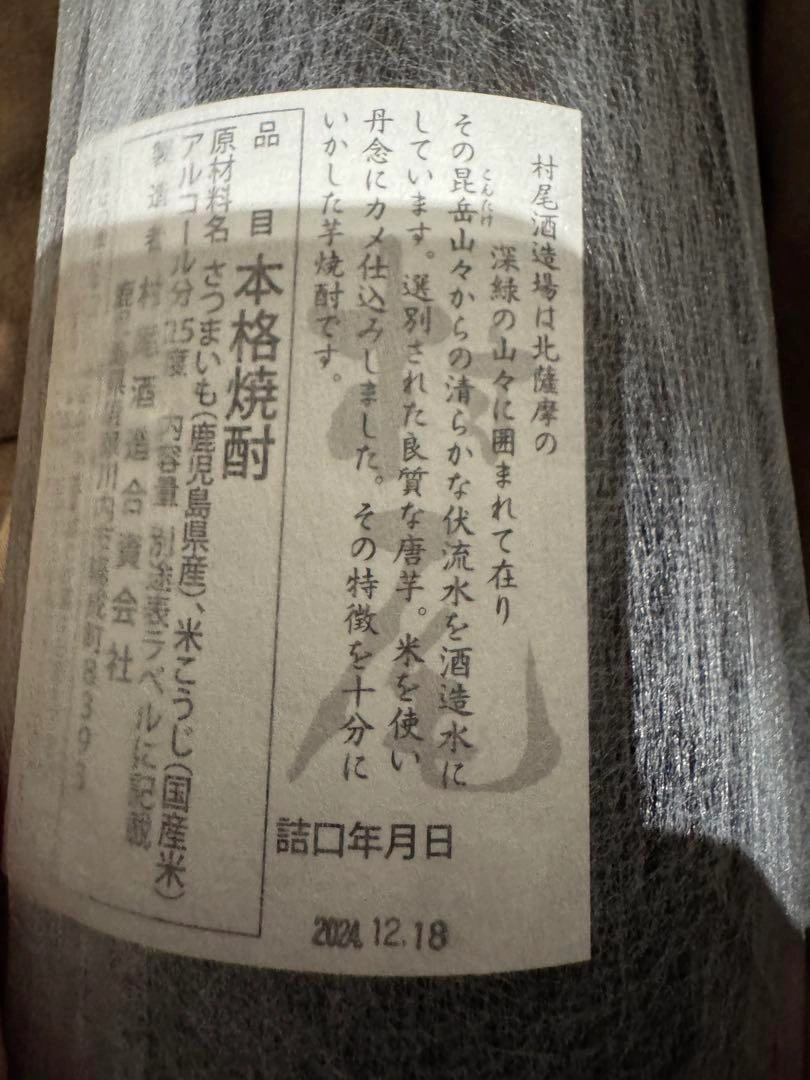 村尾酒造場は北薩摩の
深緑の山々に囲まれて在り
その昆岳山々からの清らかな伏流水を酒造水に
こんたけ
しています。選別された良質な唐芋。米を使い
丹念にカメ仕込みしました。その特徴を十分に
いかした芋焼酎です。
詰口年月日
2024.12.18
品目 本格焼酎
原材料名 さつまいも(鹿児島県産)、米こうじ(国産米)
アルコール分 25度 内容量 別途表ラベルに記載
製造者 村尾酒造合資会社
鹿児島県薩摩川内市陽成町8393
村尾